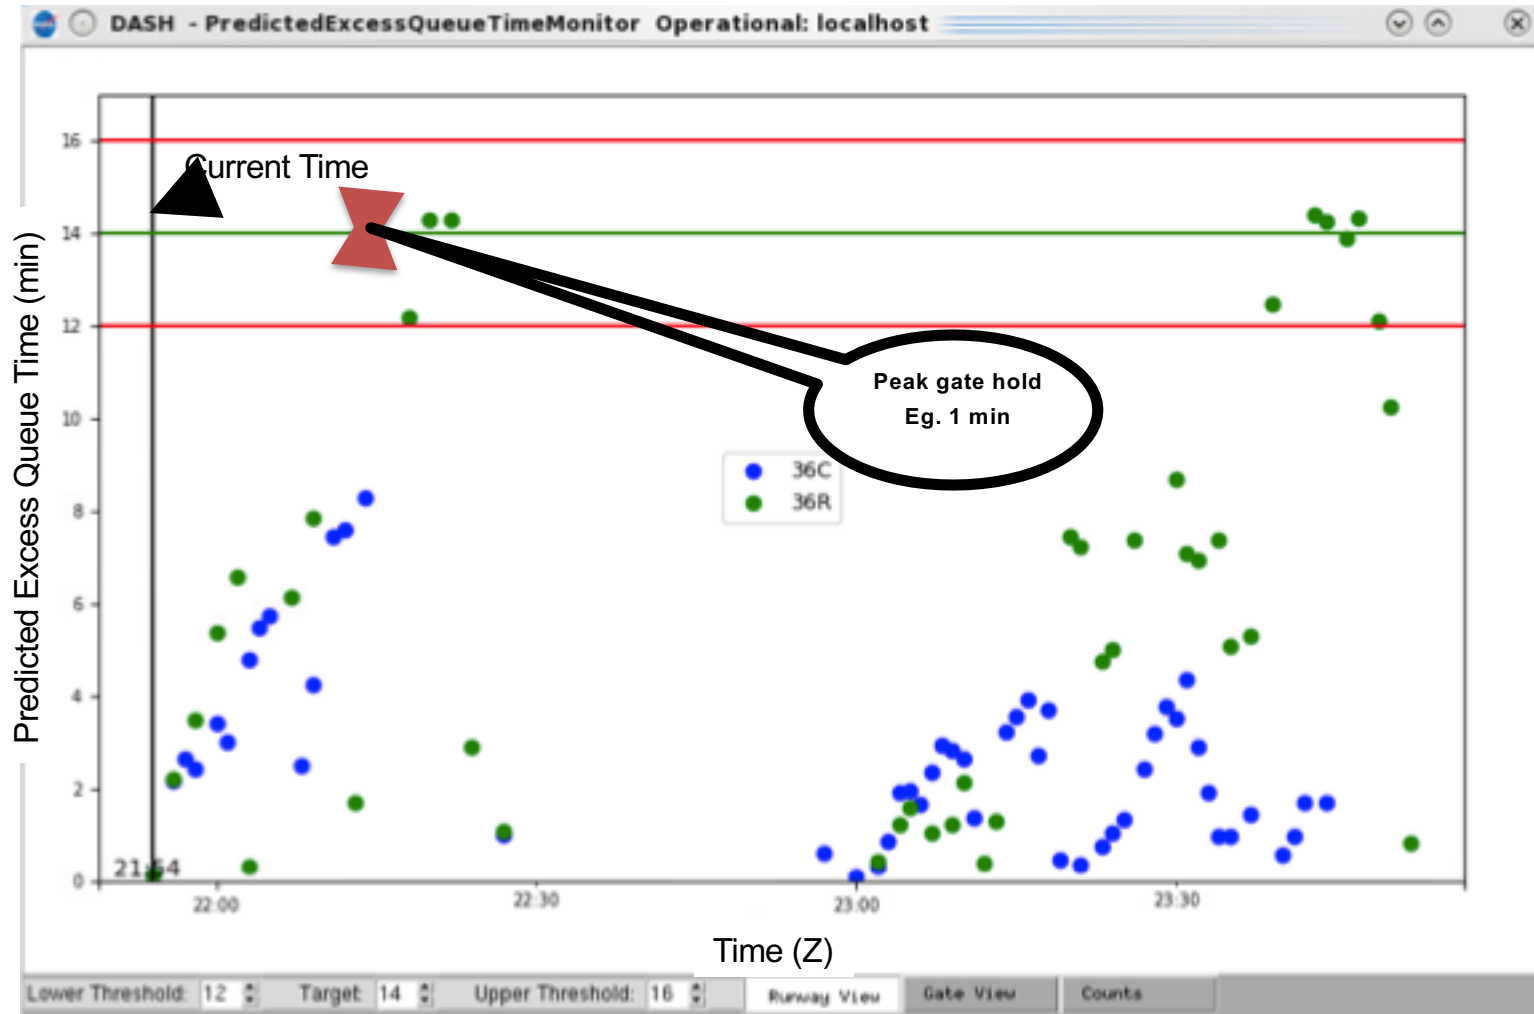 DASH - PredictedExcessQueueTimeMonitor Operational: localhost
Predicted Excess Queue Time (min)
16
14
12
10
8
6
4
2
0
Current Time
Peak gate hold
Eg. 1 min
36C
36R
21:54
22:00
22:30
23:00
23:30
Time (Z)
Lower Threshold: 12 Target: 14 Upper Threshold: 16 Runway View Gate View Counts